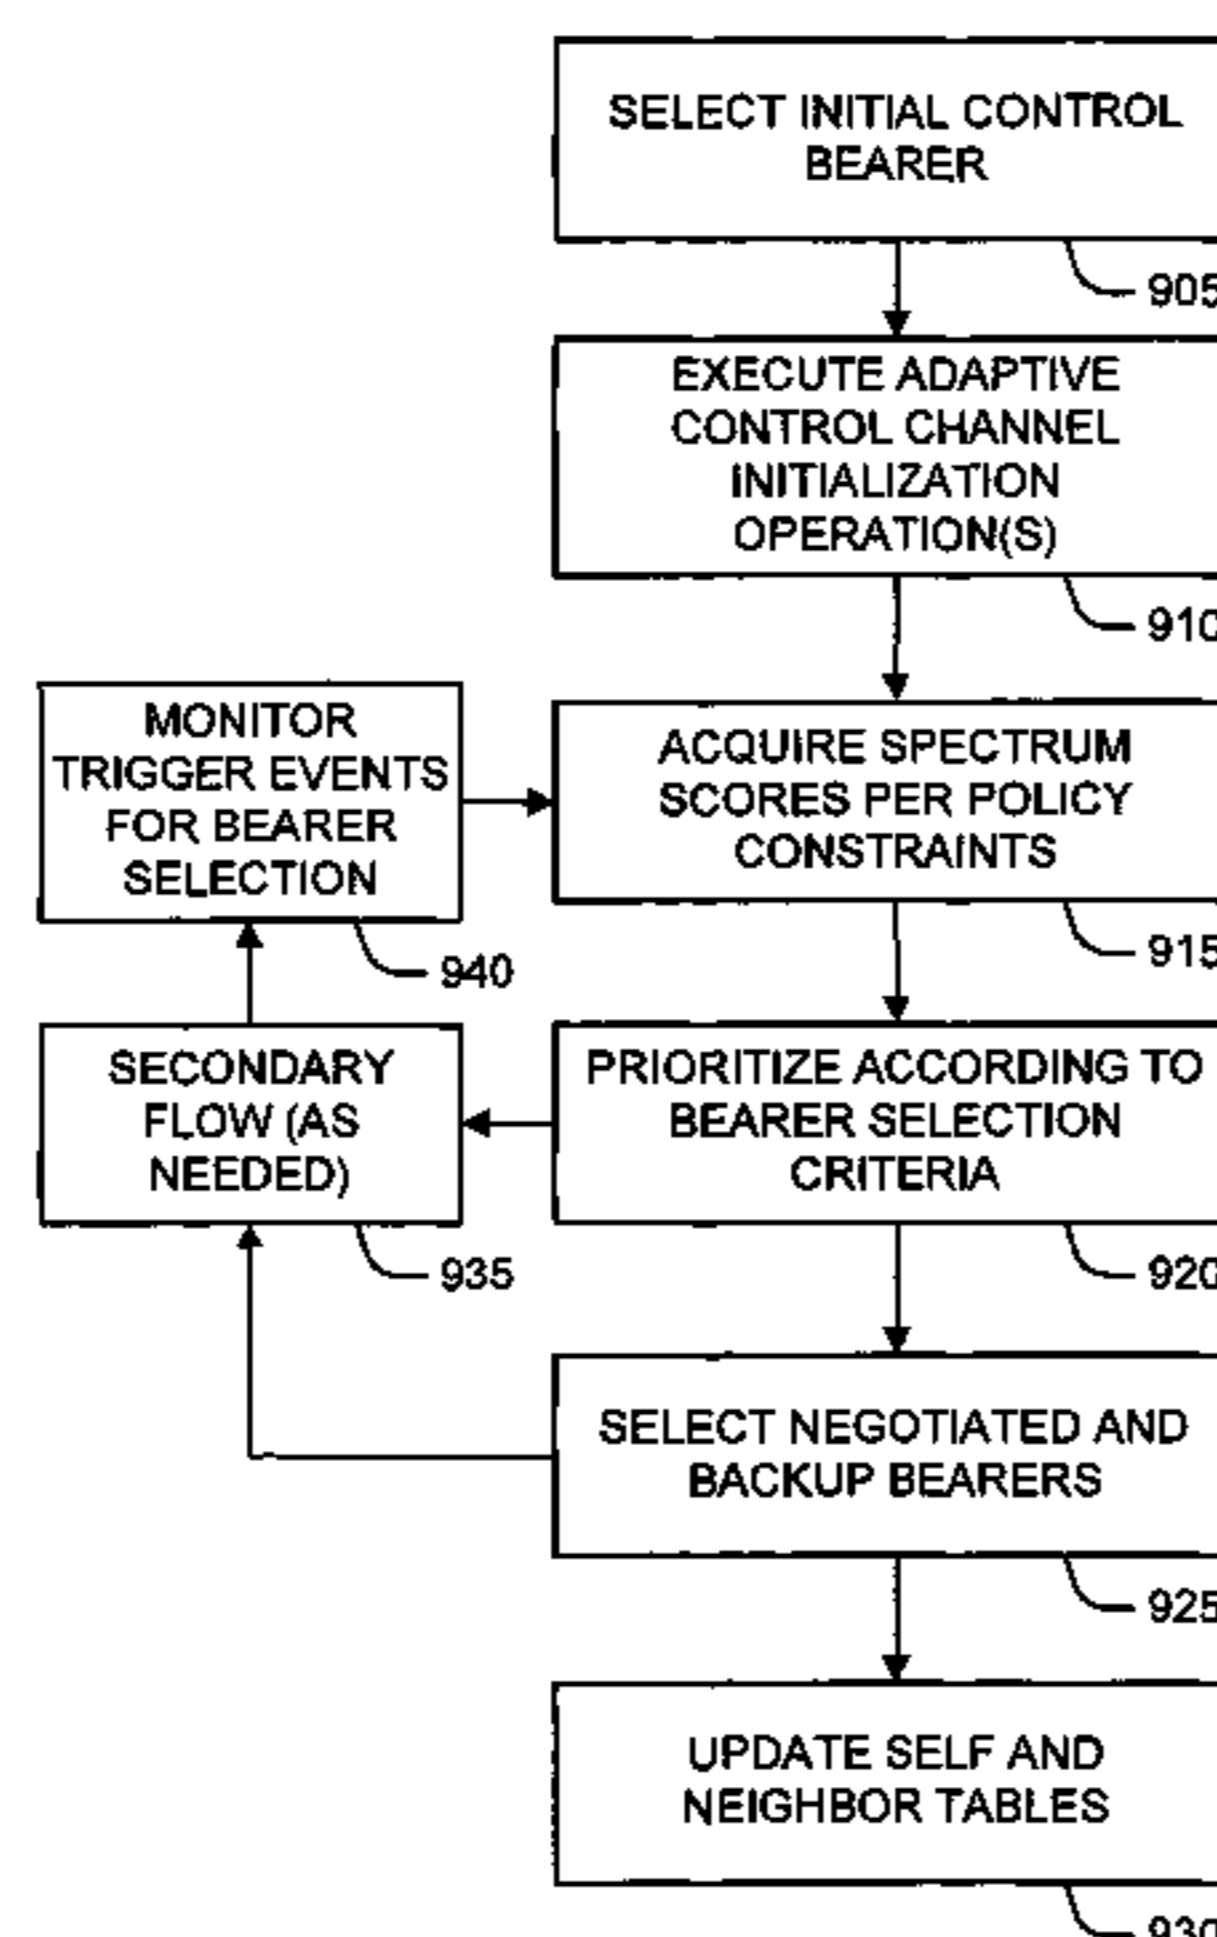 SELECT INITIAL CONTROL
BEARER
905
EXECUTE ADAPTIVE
CONTROL CHANNEL
INITIALIZATION
OPERATION(S)
910
MONITOR
TRIGGER EVENTS
FOR BEARER
SELECTION
940
ACQUIRE SPECTRUM
SCORES PER POLICY
CONSTRAINTS
915
SECONDARY
FLOW (AS
NEEDED)
935
PRIORITIZE ACCORDING TO
BEARER SELECTION
CRITERIA
920
SELECT NEGOTIATED AND
BACKUP BEARERS
925
UPDATE SELF AND
NEIGHBOR TABLES
930